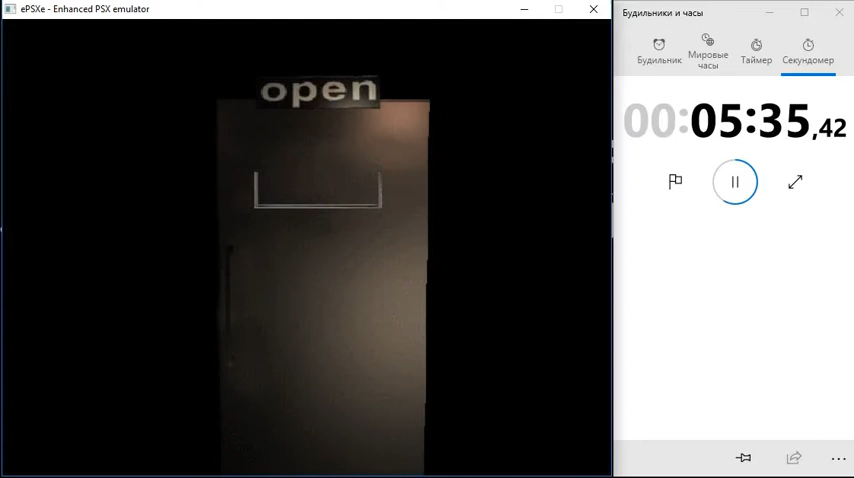 ePSXe - Enhanced PSX emulator
open
Будильники и часы
Будильник
Мировые
часы
Таймер
Секундомер
00:05:35,42